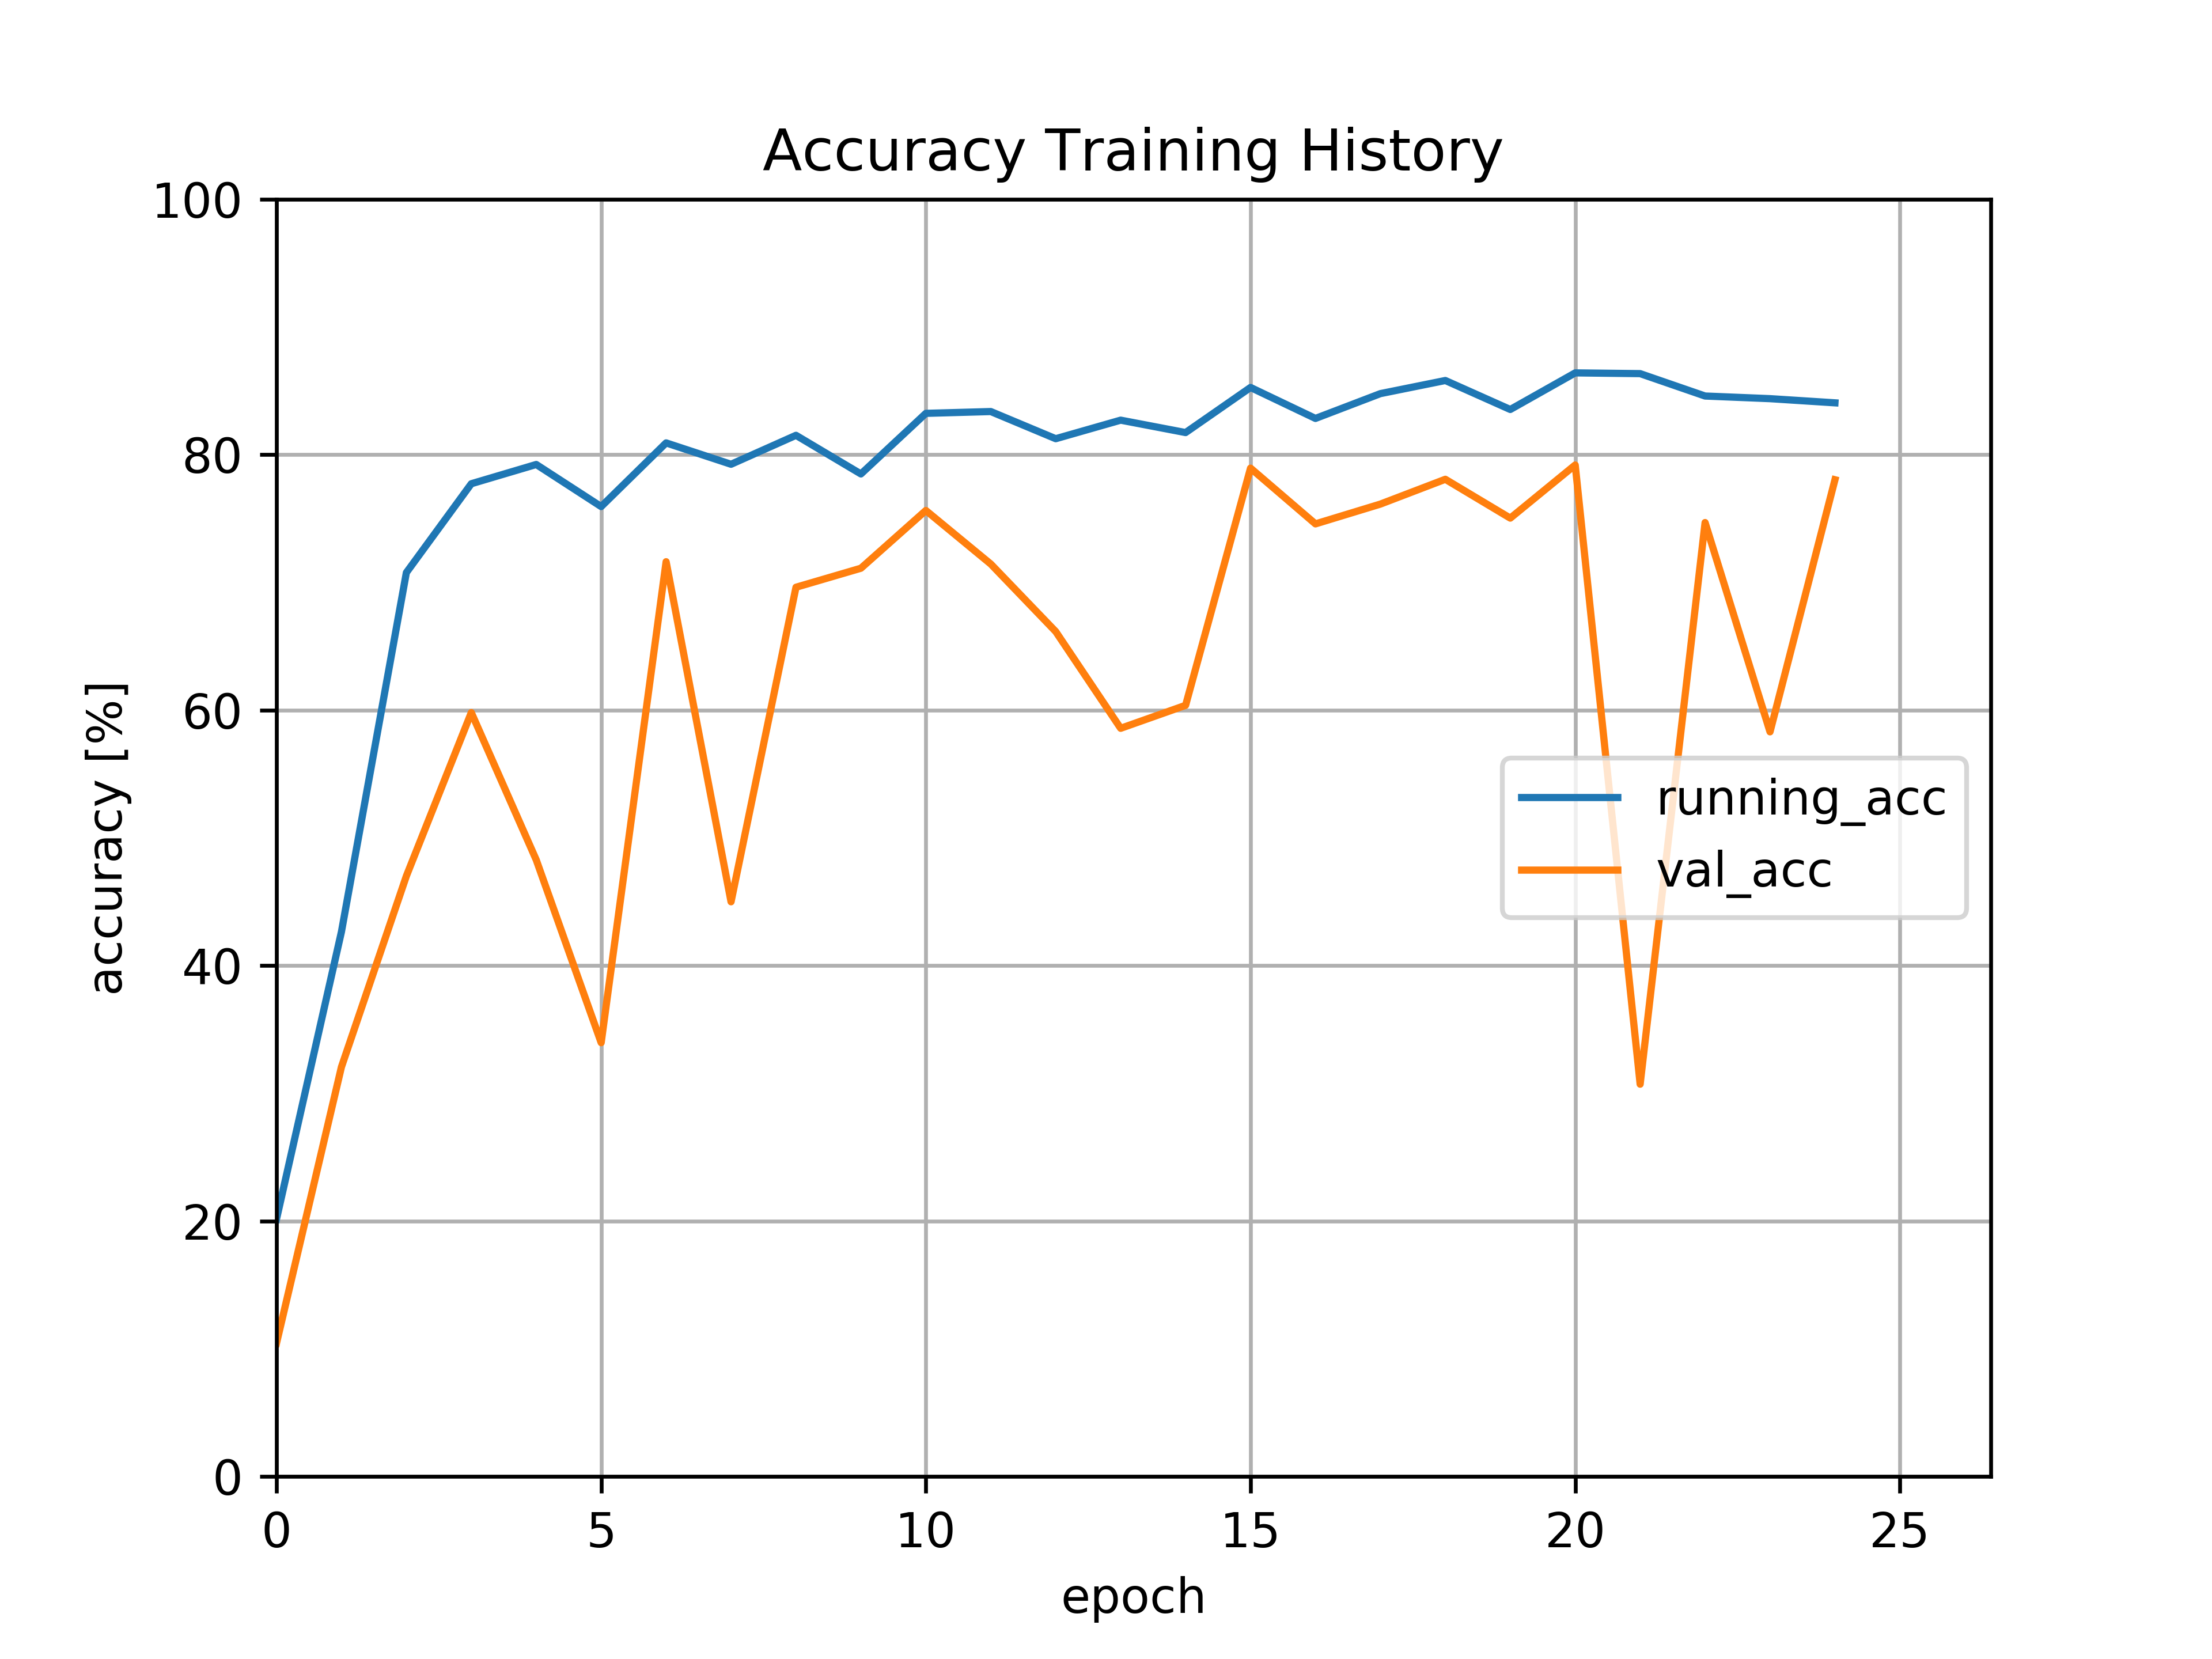 Accuracy Training History
100
80
60
40
20
0
accuracy [%]
running_acc
val_acc
0 5 10 15 20 25
epoch